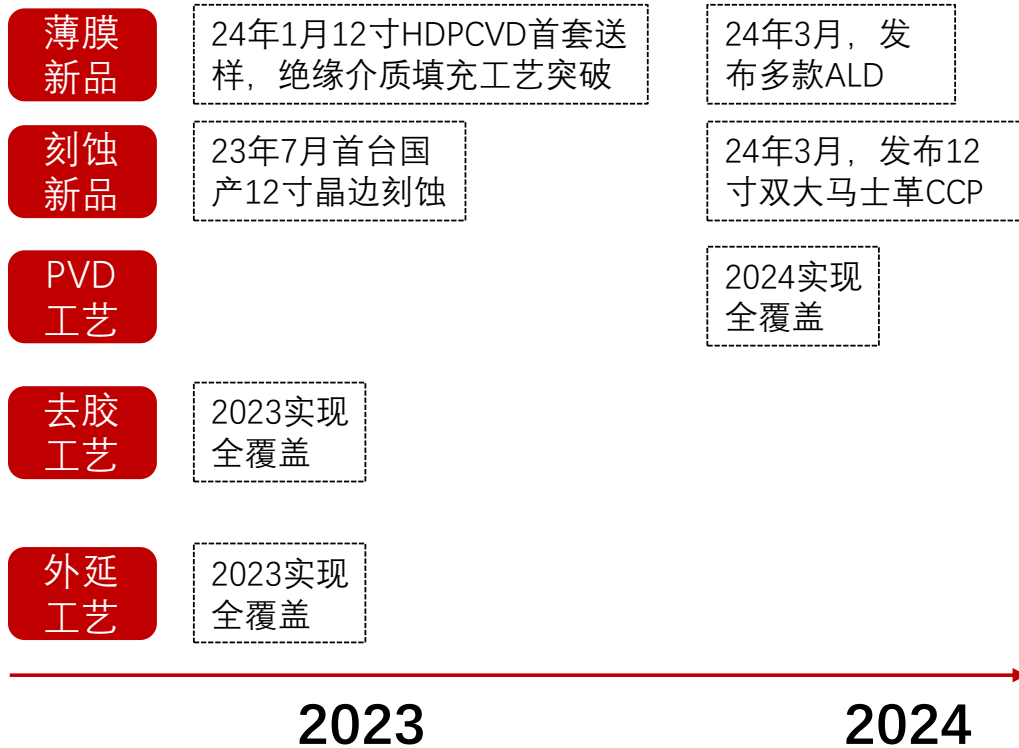 薄膜
新品
24年1月12寸HDPCVD首套送
样，绝缘介质填充工艺突破
24年3月，发
布多款ALD
刻蚀
新品
23年7月首台国
产12寸晶边刻蚀
24年3月，发布12
寸双大马士革CCP
PVD
工艺
2024实现
全覆盖
去胶
工艺
2023实现
全覆盖
外延
工艺
2023实现
全覆盖
2023
2024